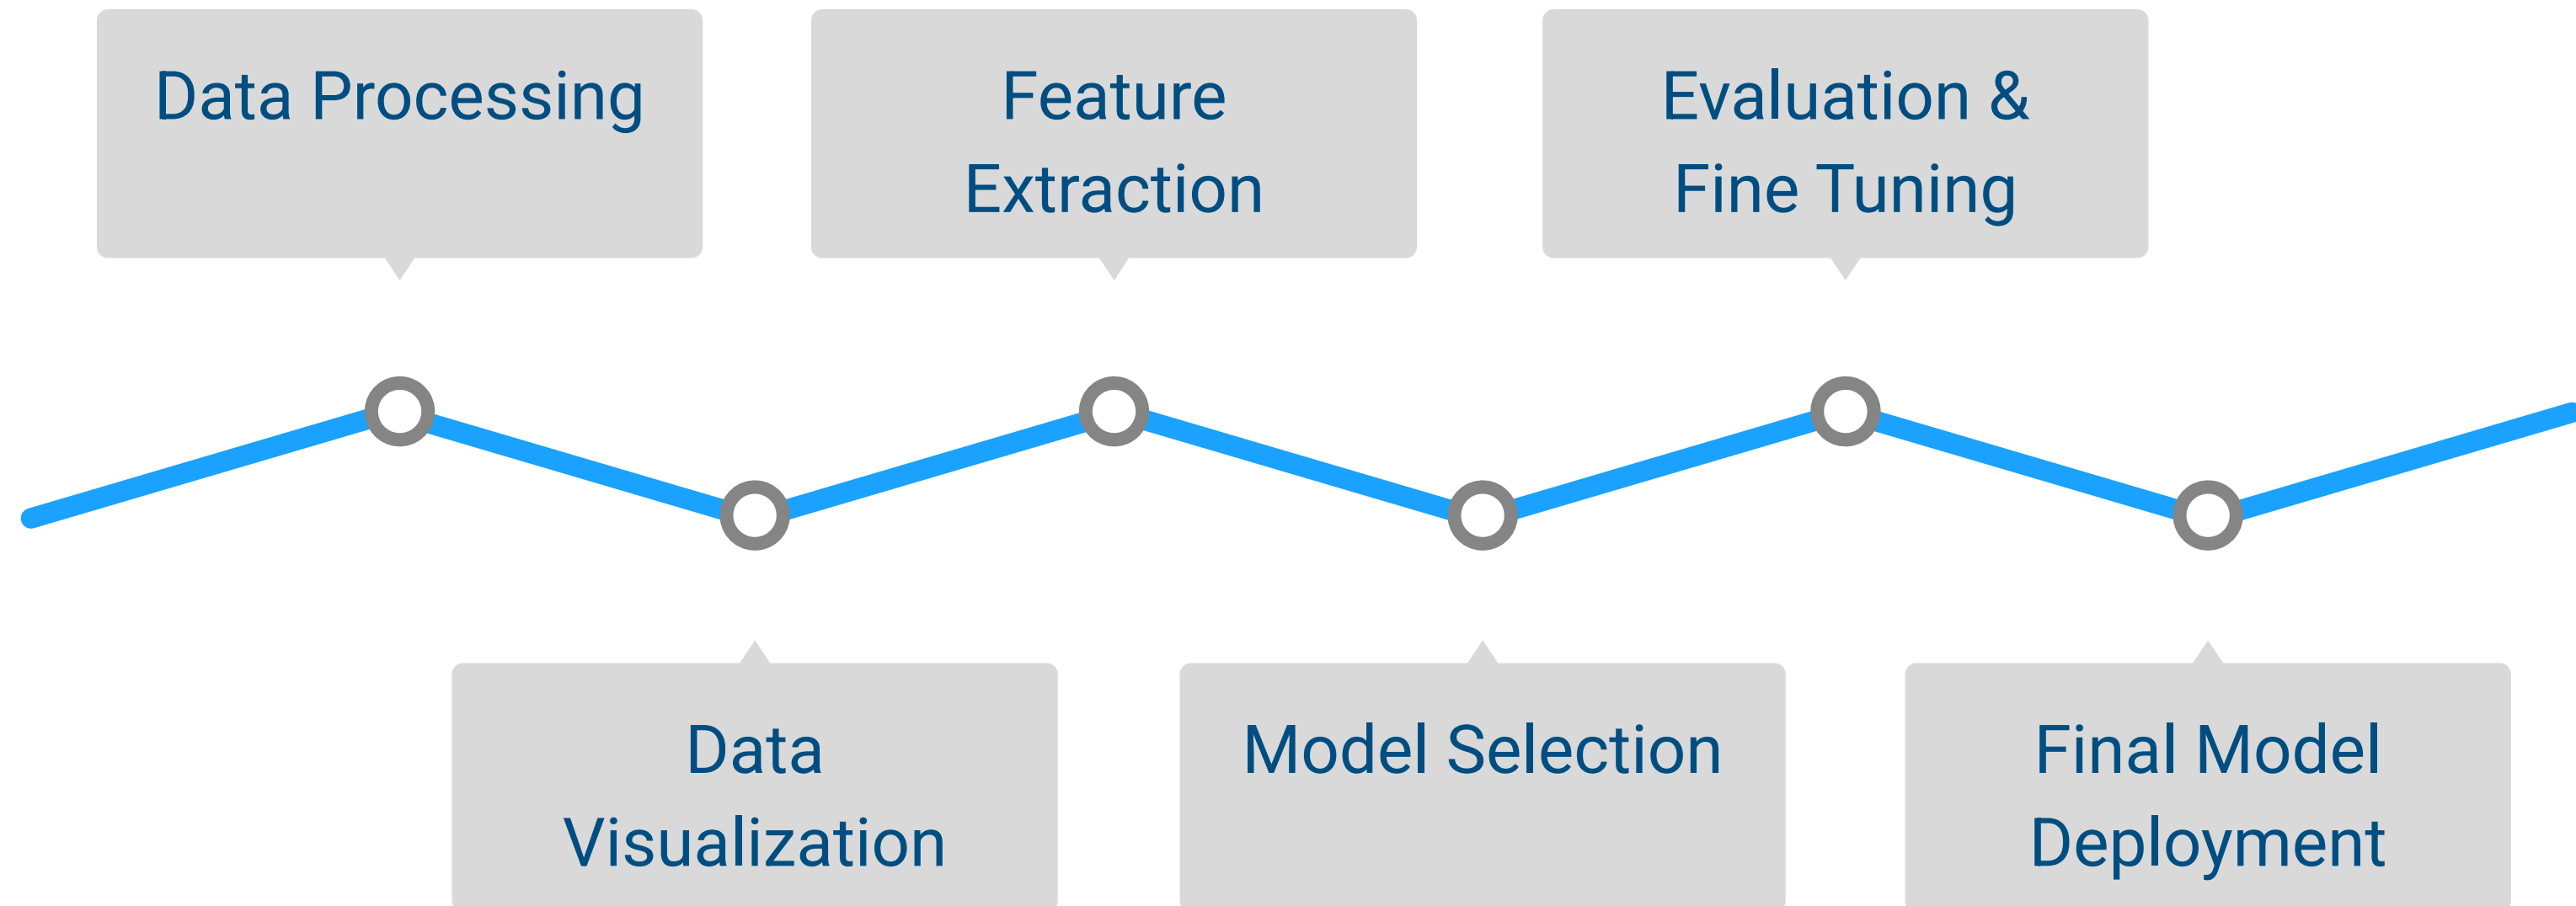 Data Processing
Data
Visualization
Feature
Extraction
Model Selection
Evaluation &
Fine Tuning
Final Model
Deployment